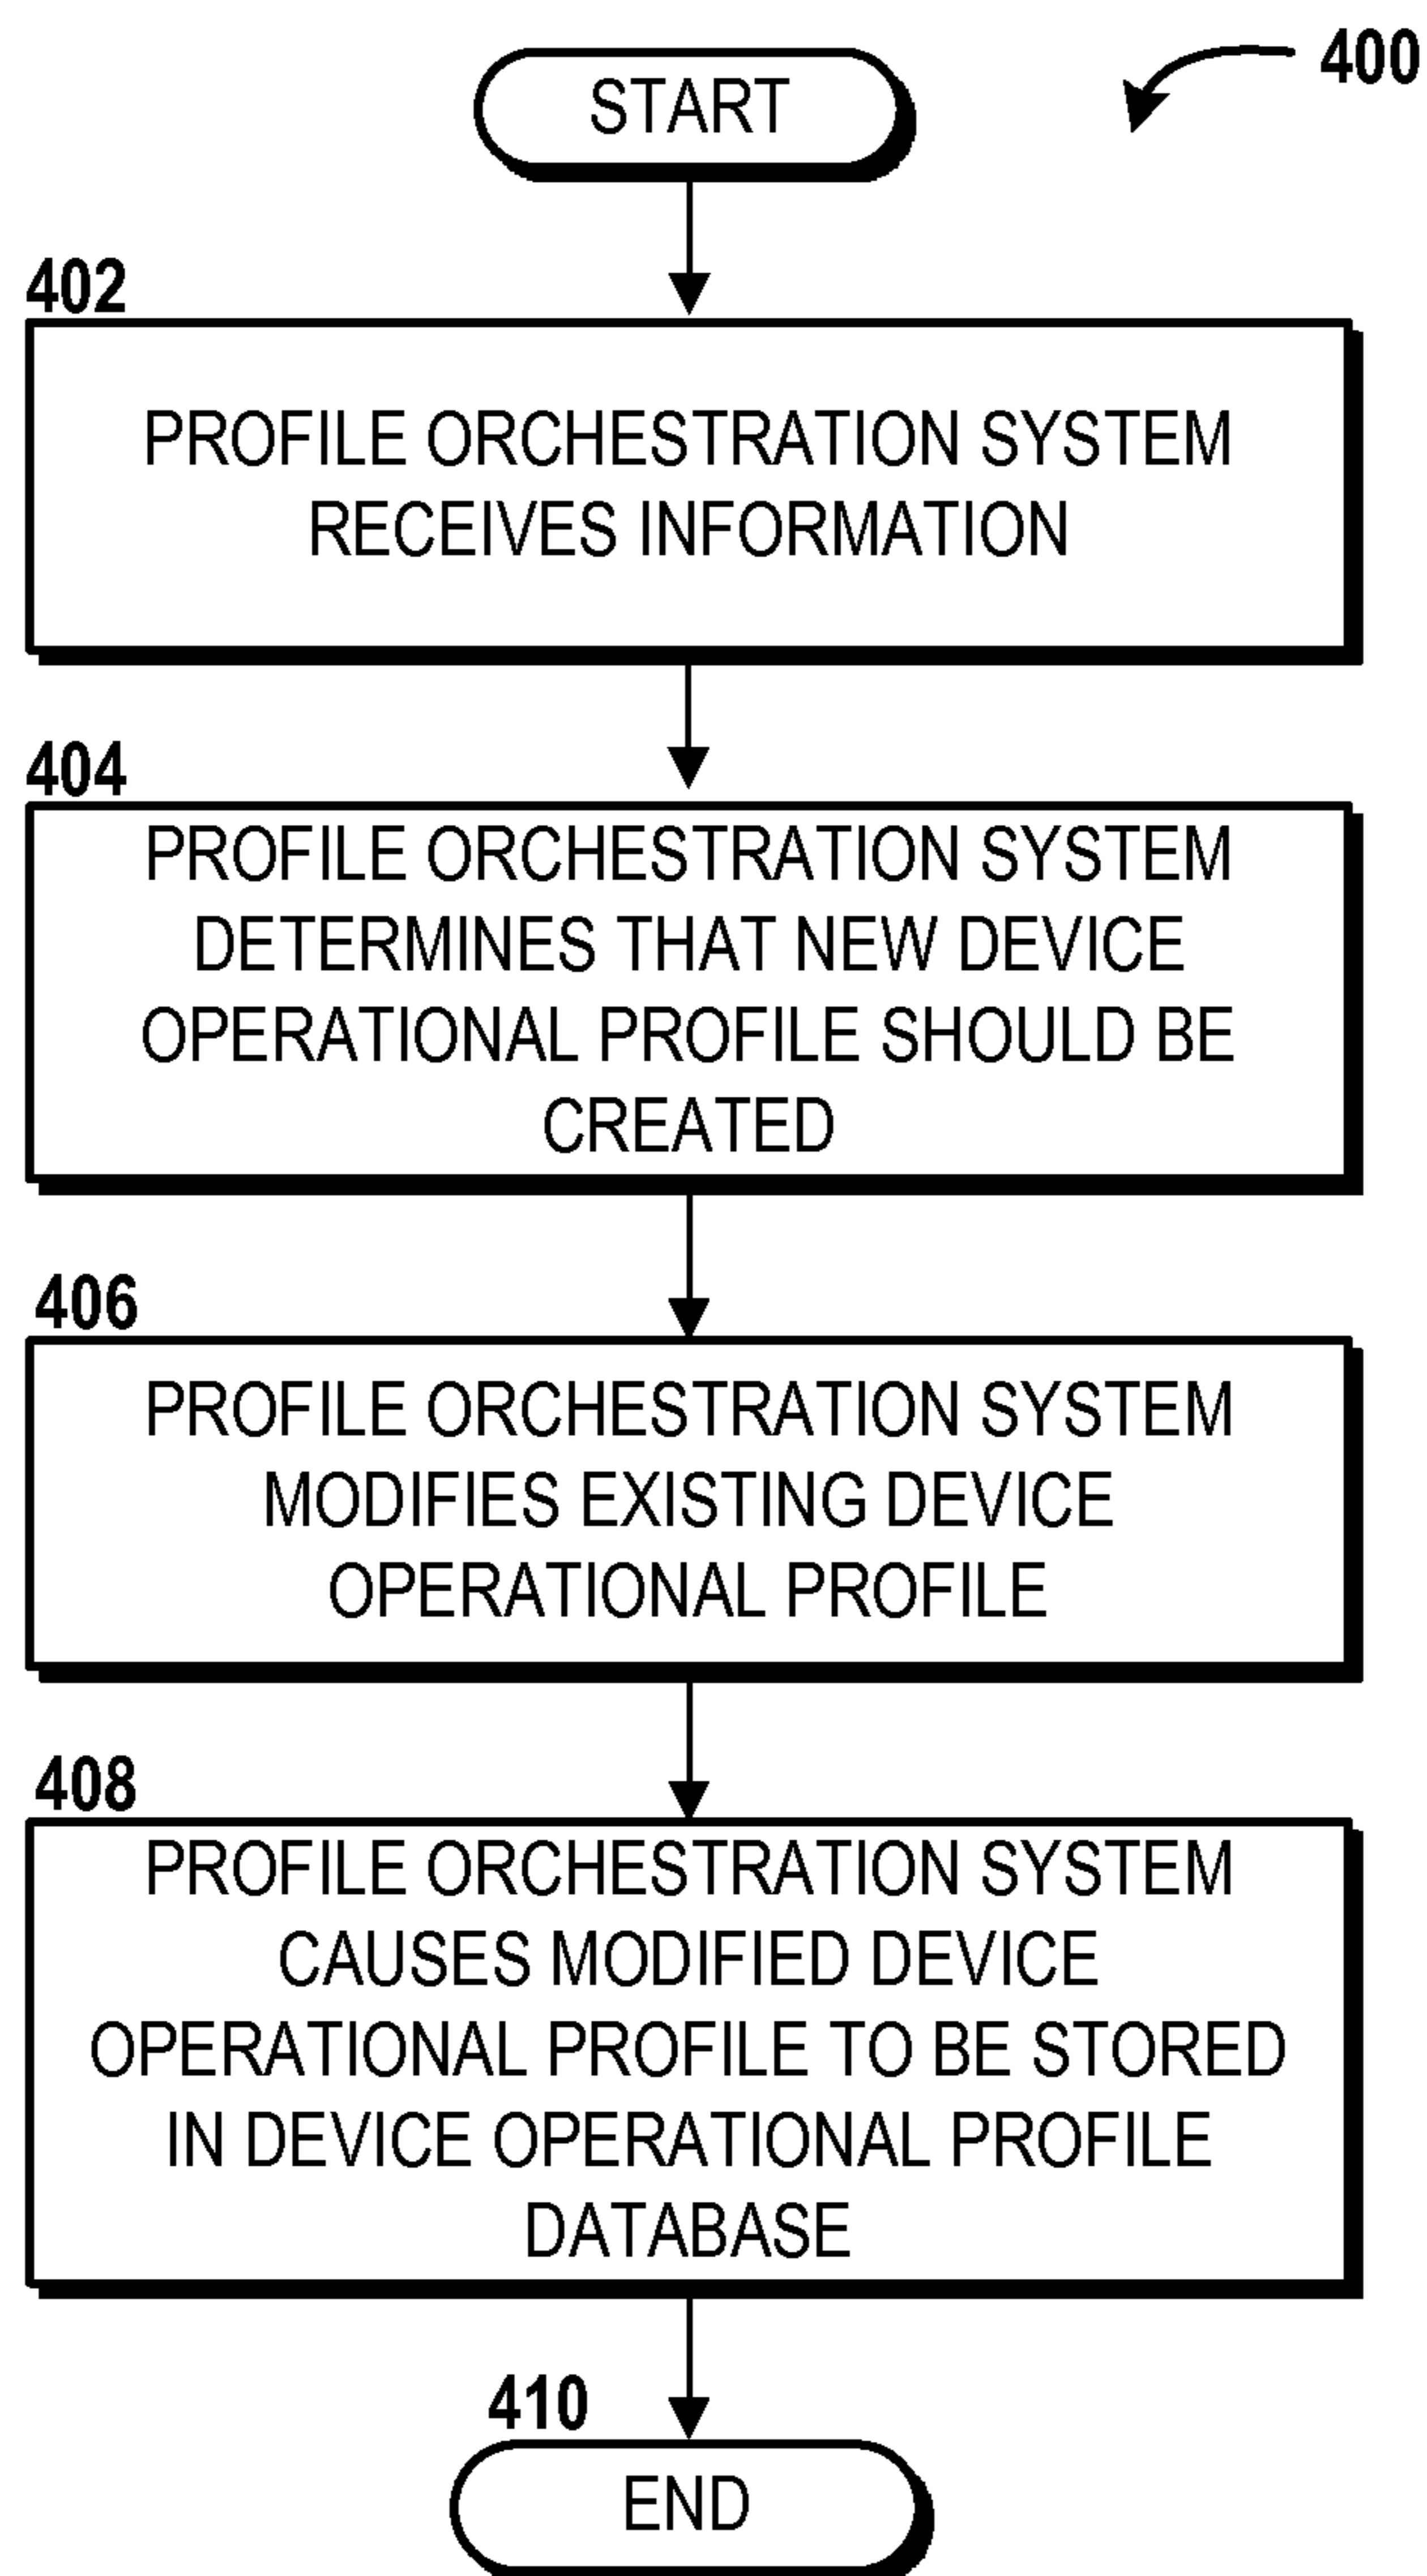 START
400
402
PROFILE ORCHESTRATION SYSTEM
RECEIVES INFORMATION
404
PROFILE ORCHESTRATION SYSTEM
DETERMINES THAT NEW DEVICE
OPERATIONAL PROFILE SHOULD BE
CREATED
406
PROFILE ORCHESTRATION SYSTEM
MODIFIES EXISTING DEVICE
OPERATIONAL PROFILE
408
PROFILE ORCHESTRATION SYSTEM
CAUSES MODIFIED DEVICE
OPERATIONAL PROFILE TO BE STORED
IN DEVICE OPERATIONAL PROFILE
DATABASE
410
END